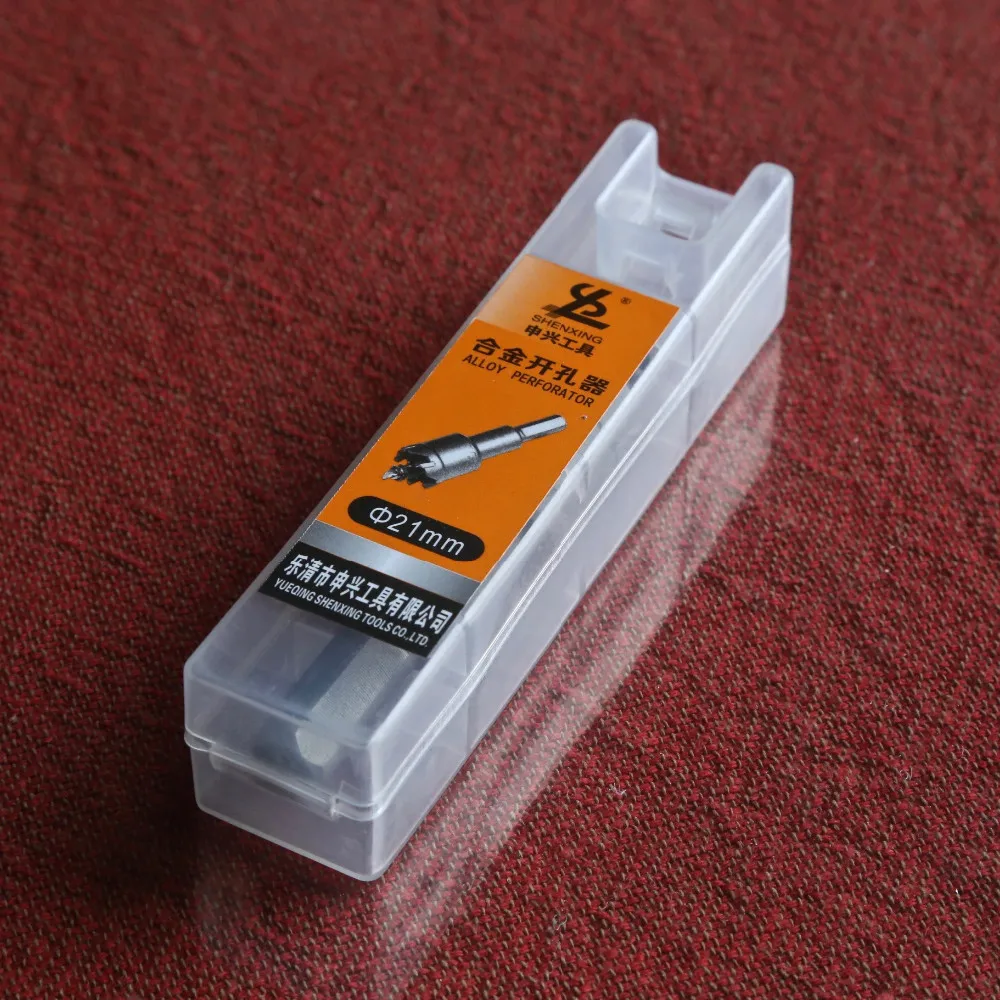 ®
SHENXING
申兴工具
合金开孔器
ALLOY PERFORATOR
Φ21mm
乐清市申兴工具有限公司
YUEQING SHENXING TOOLS CO.,LTD.